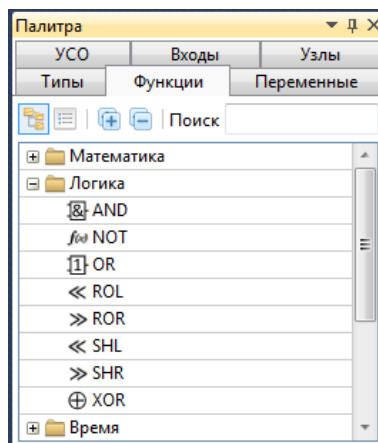 Палитра
УСО Входы Узлы
Типы Функции Переменные
Поиск
Математика
Логика
& AND
f(x) NOT
1 OR
ROL
ROR
SHL
SHR
XOR
Время